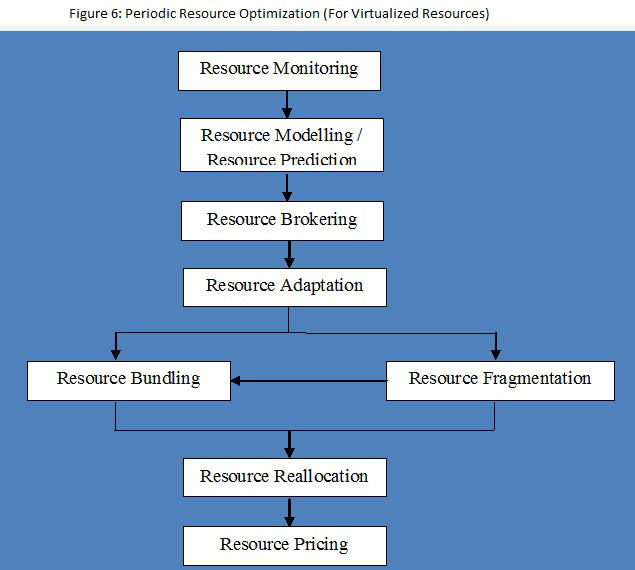 Figure 6: Periodic Resource Optimization (For Virtualized Resources)
Resource Monitoring
Resource Modelling /
Resource Prediction
Resource Brokering
Resource Adaptation
Resource Bundling
Resource Fragmentation
Resource Reallocation
Resource Pricing